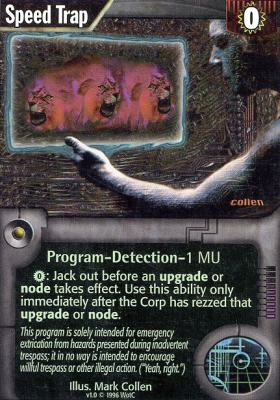 Speed Trap
0
collen
Program-Detection-1 MU
0: Jack out before an upgrade or
node takes effect. Use this ability only
immediately after the Corp has rezzed that
upgrade or node.
This program is solely intended for emergency
extrication from hazards presented during inadvertent
trespass; it in no way is intended to encourage
willful trespass or other illegal action. ("Yeah, right.")
Illus. Mark Collen
v1.0 © 1996 WotC